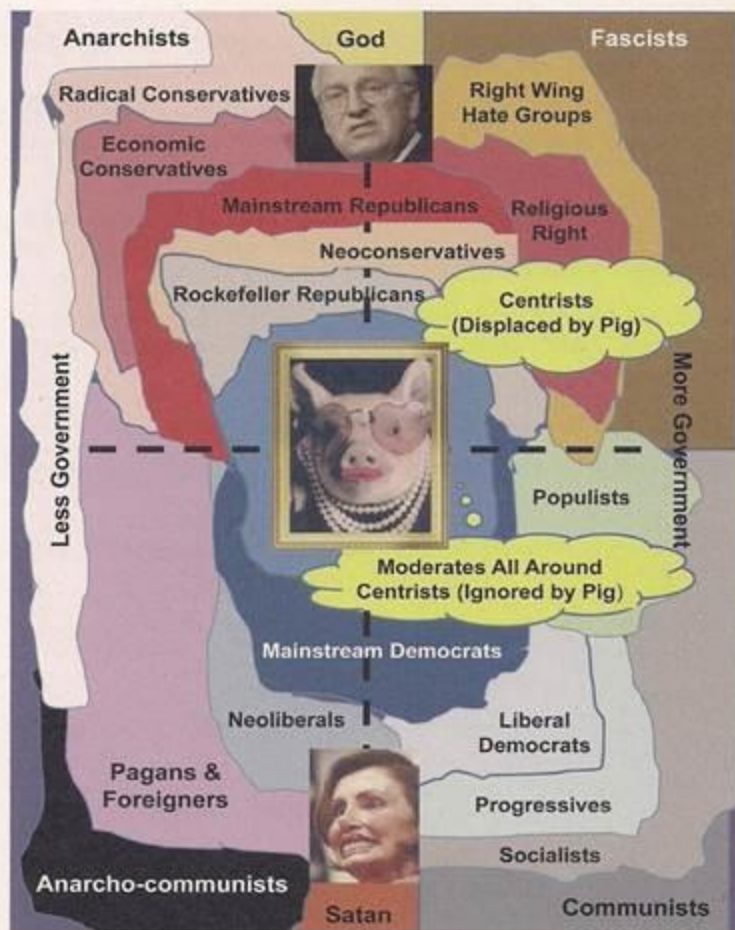 Anarchists
God
Fascists
Radical Conservatives
Right Wing
Hate Groups
Economic
Conservatives
Mainstream Republicans
Religious
Right
Neoconservatives
Rockefeller Republicans
Centrists
(Displaced by Pig)
Less Government
More Government
Populists
Moderates All Around
Centrists (Ignored by Pig)
Mainstream Democrats
Neoliberals
Liberal
Democrats
Pagans &
Foreigners
Progressives
Socialists
Anarcho-communists
Satan
Communists